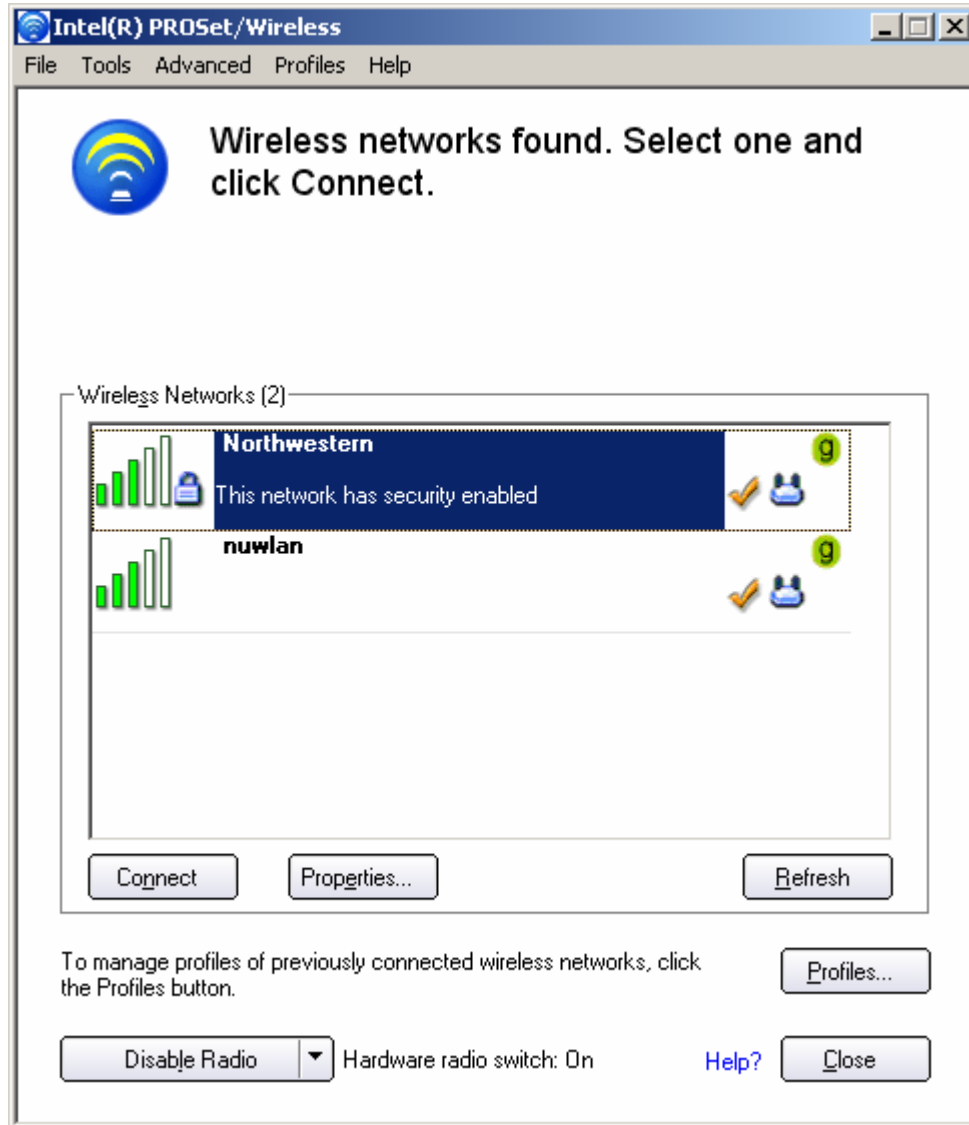 Intel(R) PROSet/Wireless
File Tools Advanced Profiles Help
Wireless networks found. Select one and
click Connect.
Wireless Networks (2)
Northwestern
g
This network has security enabled
nuwlan
g
Connect Properties... Refresh
To manage profiles of previously connected wireless networks, click
the Profiles button.
Profiles...
Disable Radio Hardware radio switch: On Help? Close